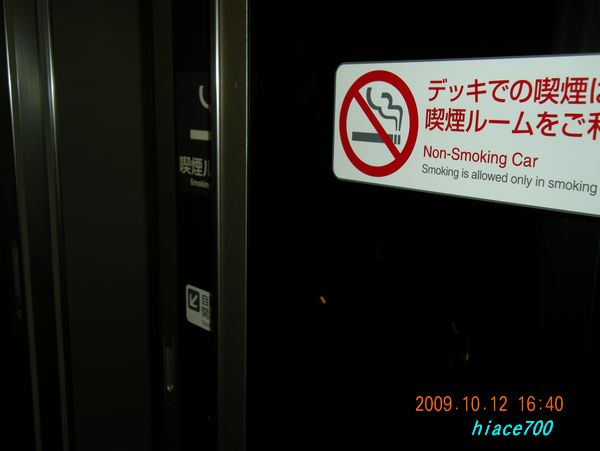 デッキでの喫煙は
喫煙ルームをご利
Non-Smoking Car
Smoking is allowed only in smoking
喫煙ル
Smokin
2009.10.12 16:40
hiace700